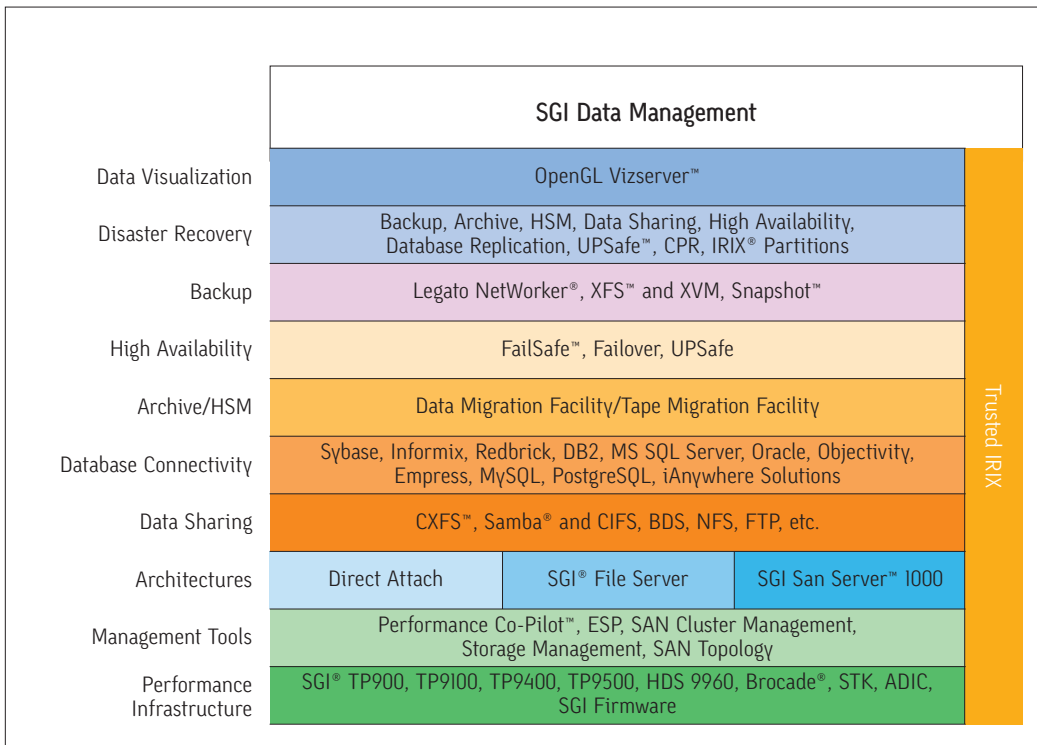 SGI Data Management
Data Visualization
OpenGL Vizserver™
Disaster Recovery
Backup, Archive, HSM, Data Sharing, High Availability,
Database Replication, UPSafe™, CPR, IRIX® Partitions
Backup
Legato NetWorker®, XFS™ and XVM, Snapshot™
High Availability
FailSafe™, Failover, UPSafe
Archive/HSM
Data Migration Facility/Tape Migration Facility
Database Connectivity
Sybase, Informix, Redbrick, DB2, MS SQL Server, Oracle, Objectivity,
Empress, MySQL, PostgreSQL, iAnywhere Solutions
Data Sharing
CXFS™, Samba® and CIFS, BDS, NFS, FTP, etc.
Architectures
Direct Attach
SGI® File Server
SGI San Server™ 1000
Management Tools
Performance Co-Pilot™, ESP, SAN Cluster Management,
Storage Management, SAN Topology
Performance
Infrastructure
SGI® TP900, TP9100, TP9400, TP9500, HDS 9960, Brocade®, STK, ADIC,
SGI Firmware
Trusted IRIX